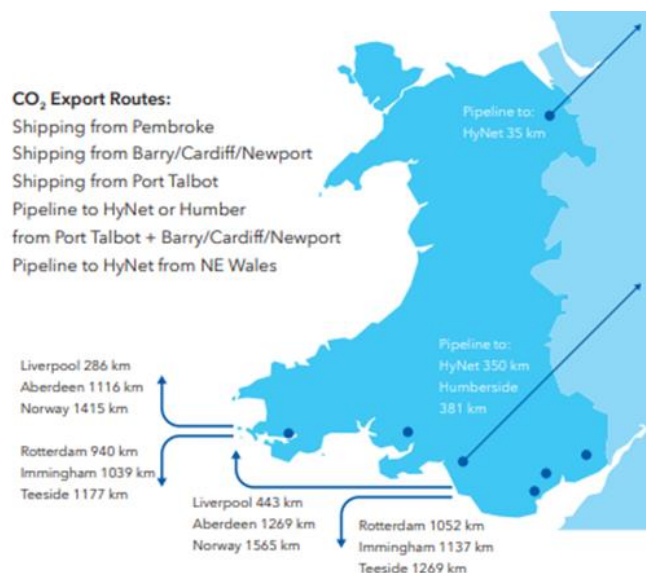 CO₂ Export Routes:
Shipping from Pembroke
Shipping from Barry/Cardiff/Newport
Shipping from Port Talbot
Pipeline to HyNet or Humber
from Port Talbot + Barry/Cardiff/Newport
Pipeline to HyNet from NE Wales
Pipeline to:
HyNet 35 km
Pipeline to:
HyNet 350 km
Humberside
381 km
Liverpool 286 km
Aberdeen 1116 km
Norway 1415 km
Rotterdam 940 km
Immingham 1039 km
Teeside 1177 km
Liverpool 443 km
Aberdeen 1269 km
Norway 1565 km
Rotterdam 1052 km
Immingham 1137 km
Teeside 1269 km